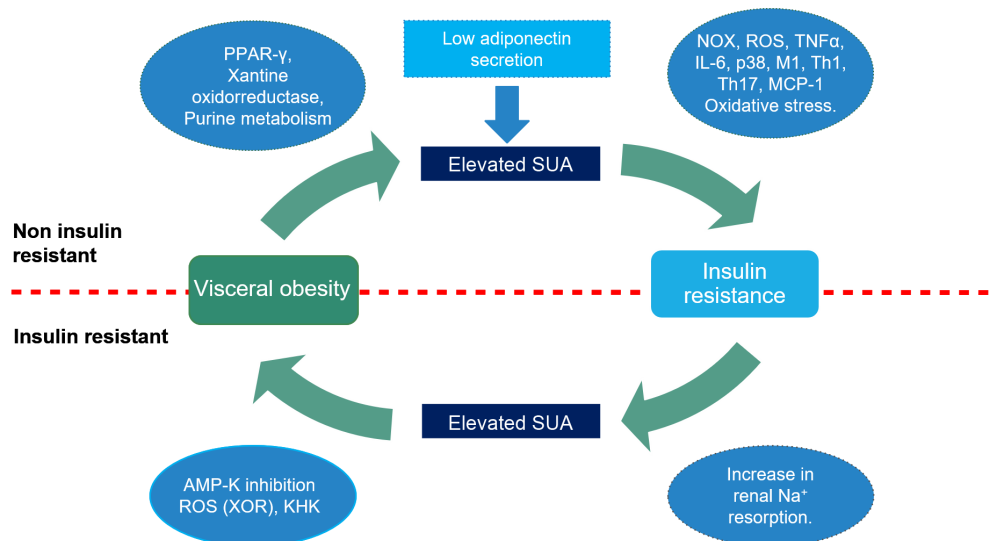 PPAR-γ,
Xantine
oxidorreductase,
Purine metabolism
Low adiponectin
secretion
NOX, ROS, TNFα,
IL-6, p38, M1, Th1,
Th17, MCP-1
Oxidative stress.
Elevated SUA
Non insulin
resistant
Visceral obesity
Insulin
resistance
Insulin resistant
Elevated SUA
AMP-K inhibition
ROS (XOR), KHK
Increase in
renal Na⁺
resorption.